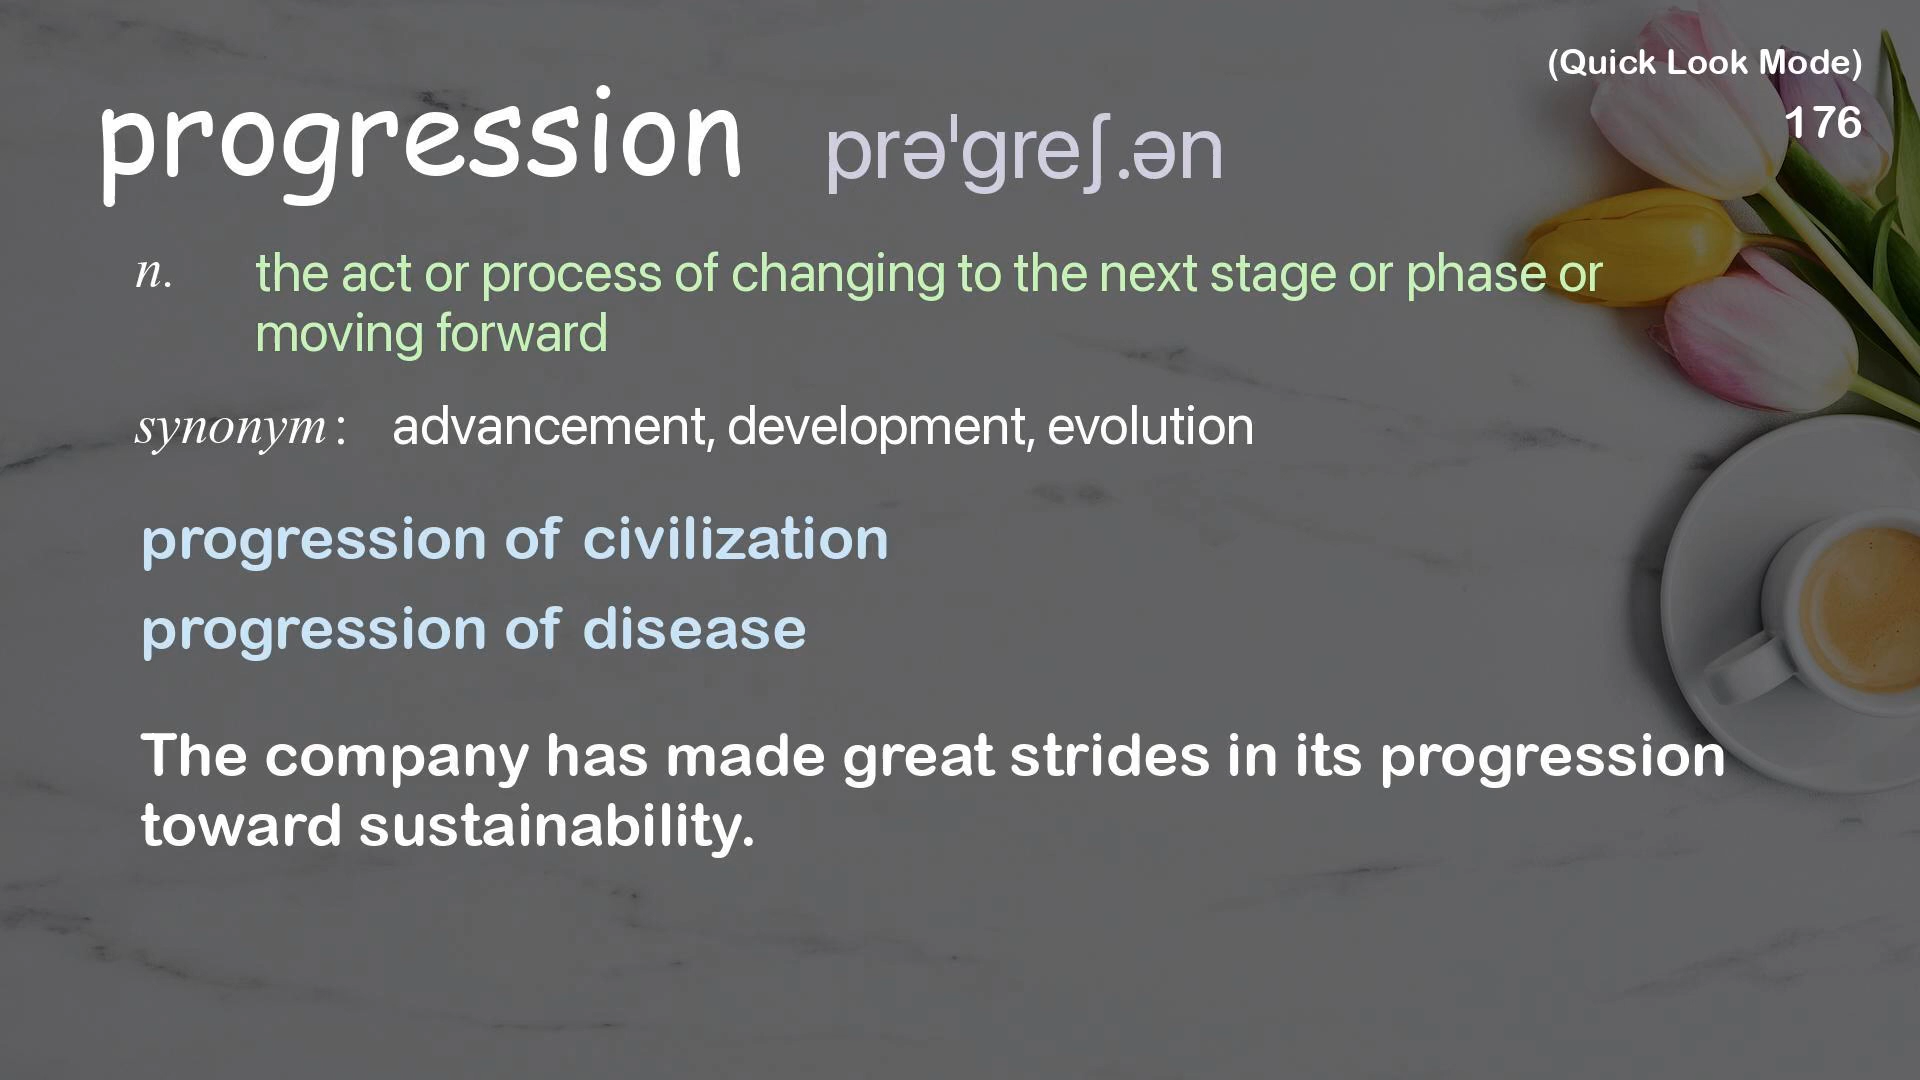 (Quick Look Mode)
progression prəˈgreʃ.ən
176
n. the act or process of changing to the next stage or phase or
moving forward
synonym: advancement, development, evolution
progression of civilization
progression of disease
The company has made great strides in its progression
toward sustainability.